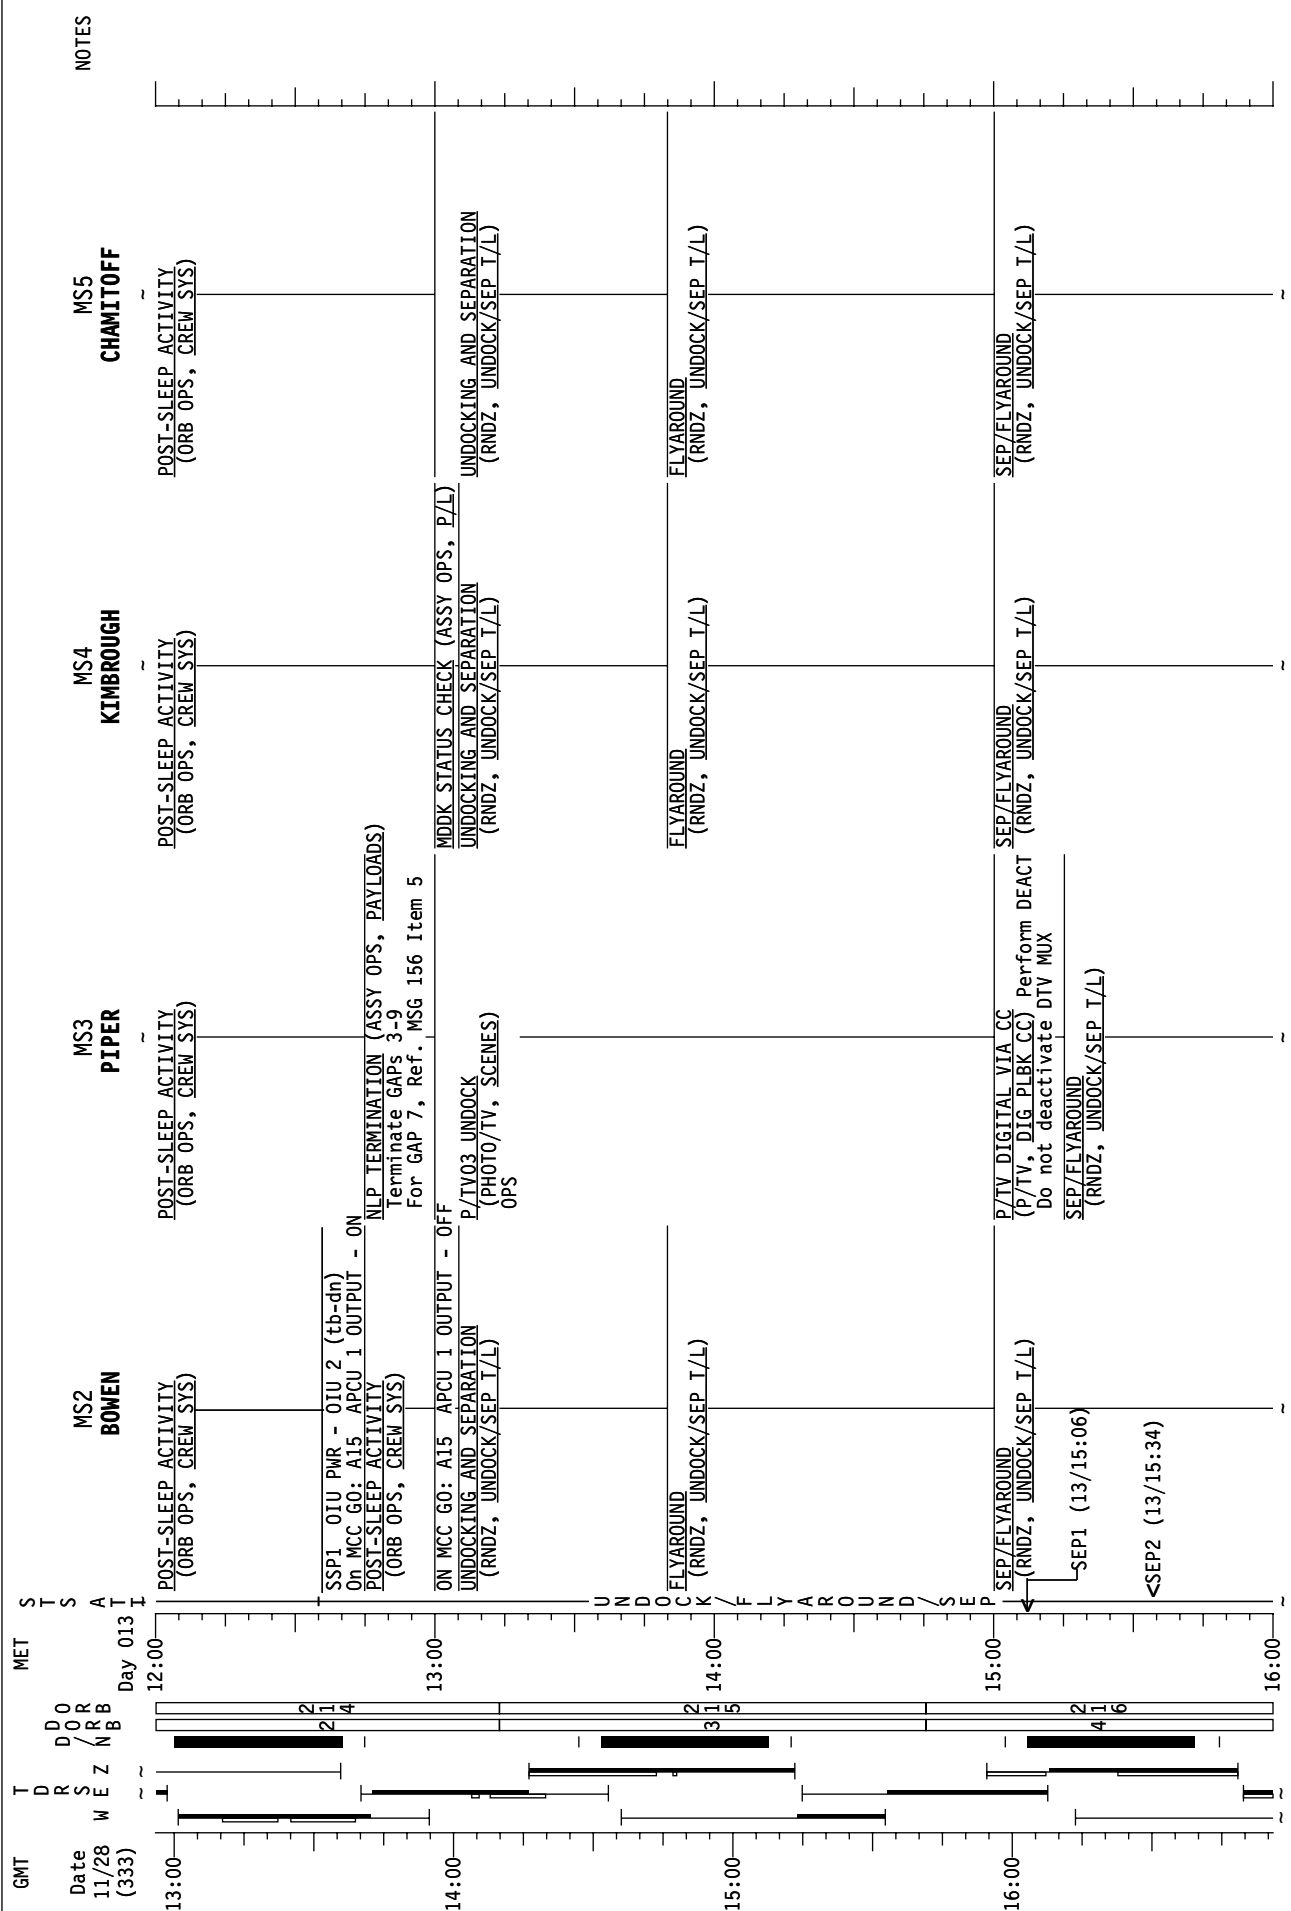 GMT
Date
11/28
(333)
13:00
14:00
15:00
16:00
T
D
R
S
W E Z
D
O
/
N
D
O
R
B
O
R
B
2
3
4
214
215
216
MET
Day 013
12:00
13:00
14:00
15:00
16:00
S
T
S
A
T
T
UNDOCK/FLYAROUND/SEP
MS2
BOWEN
POST-SLEEP ACTIVITY
(ORB OPS, CREW SYS)
SSP1 OIU PWR - OIU 2 (tb-dn)
On MCC GO: A15 APCU 1 OUTPUT - ON
POST-SLEEP ACTIVITY
(ORB OPS, CREW SYS)
ON MCC GO: A15 APCU 1 OUTPUT - OFF
UNDOCKING AND SEPARATION
(RNDZ, UNDOCK/SEP T/L)
FLYAROUND
(RNDZ, UNDOCK/SEP T/L)
SEP/FLYAROUND
(RNDZ, UNDOCK/SEP T/L)
SEP1 (13/15:06)
<SEP2 (13/15:34)
MS3
PIPER
POST-SLEEP ACTIVITY
(ORB OPS, CREW SYS)
NLP TERMINATION (ASSY OPS, PAYLOADS)
Terminate GAPs 3-9
For GAP 7, Ref. MSG 156 Item 5
P/TV03 UNDOCK
(PHOTO/TV, SCENES)
OPS
P/TV DIGITAL VIA CC
(P/TV, DIG PLBK CC) Perform DEACT
Do not deactivate DTV MUX
SEP/FLYAROUND
(RNDZ, UNDOCK/SEP T/L)
MS4
KIMBROUGH
POST-SLEEP ACTIVITY
(ORB OPS, CREW SYS)
MDDK STATUS CHECK (ASSY OPS, P/L)
UNDOCKING AND SEPARATION
(RNDZ, UNDOCK/SEP T/L)
FLYAROUND
(RNDZ, UNDOCK/SEP T/L)
SEP/FLYAROUND
(RNDZ, UNDOCK/SEP T/L)
MS5
CHAMITOFF
POST-SLEEP ACTIVITY
(ORB OPS, CREW SYS)
UNDOCKING AND SEPARATION
(RNDZ, UNDOCK/SEP T/L)
FLYAROUND
(RNDZ, UNDOCK/SEP T/L)
SEP/FLYAROUND
(RNDZ, UNDOCK/SEP T/L)
NOTES